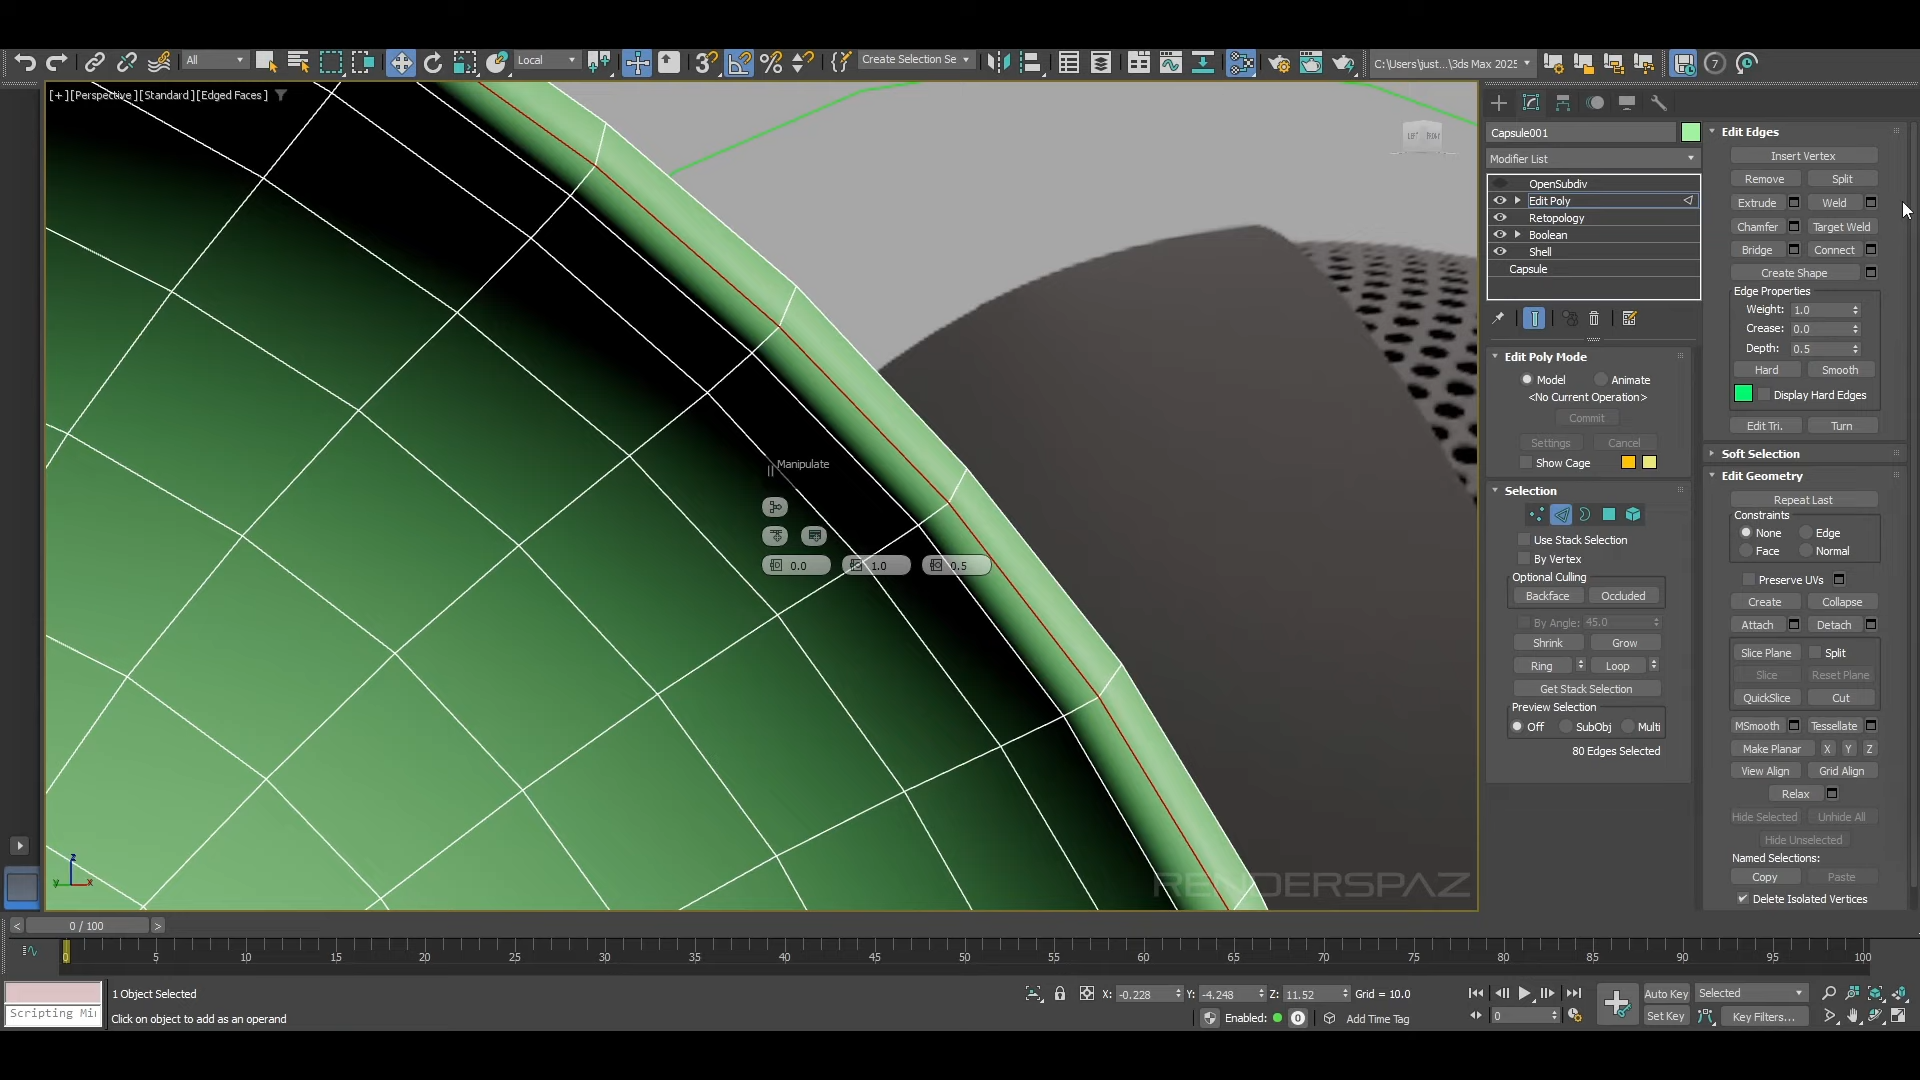 All
Local
Create Selection Se
C:\Users\just...\3ds Max 2025
7
[+][Perspective][Standard][Edged Faces]
LEFT
Capsule001
Modifier List
OpenSubdiv
Edit Poly
Retopology
Boolean
Shell
Capsule
Edit Poly Mode
Model
Animate
<No Current Operation>
Commit
Settings
Cancel
Show Cage
Selection
Use Stack Selection
By Vertex
Optional Culling
Backface
Occluded
By Angle: 45.0
Shrink
Grow
Ring
Loop
Get Stack Selection
Preview Selection
Off
SubObj
Multi
80 Edges Selected
Edit Edges
Insert Vertex
Remove
Split
Extrude
Weld
Chamfer
Target Weld
Bridge
Connect
Create Shape
Edge Properties
Weight: 1.0
Crease: 0.0
Depth: 0.5
Hard
Smooth
Display Hard Edges
Edit Tri.
Turn
Soft Selection
Edit Geometry
Repeat Last
Constraints
None
Edge
Face
Normal
Preserve UVs
Create
Collapse
Attach
Detach
Slice Plane
Split
Slice
Reset Plane
QuickSlice
Cut
MSmooth
Tessellate
Make Planar
X
Y
Z
View Align
Grid Align
Relax
Hide Selected
Unhide All
Hide Unselected
Named Selections:
Copy
Paste
Delete Isolated Vertices
Manipulate
0.0
1.0
0.5
RENDERSPAZ
z
y
x
<
0 / 100
>
0 5 10 15 20 25 30 35 40 45 50 55 60 65 70 75 80 85 90 95 100
Scripting Mi
1 Object Selected
Click on object to add as an operand
X: -0.228
Y: -4.248
Z: 11.52
Grid = 10.0
Enabled:
0
Add Time Tag
0
Auto Key
Selected
Set Key
Key Filters...